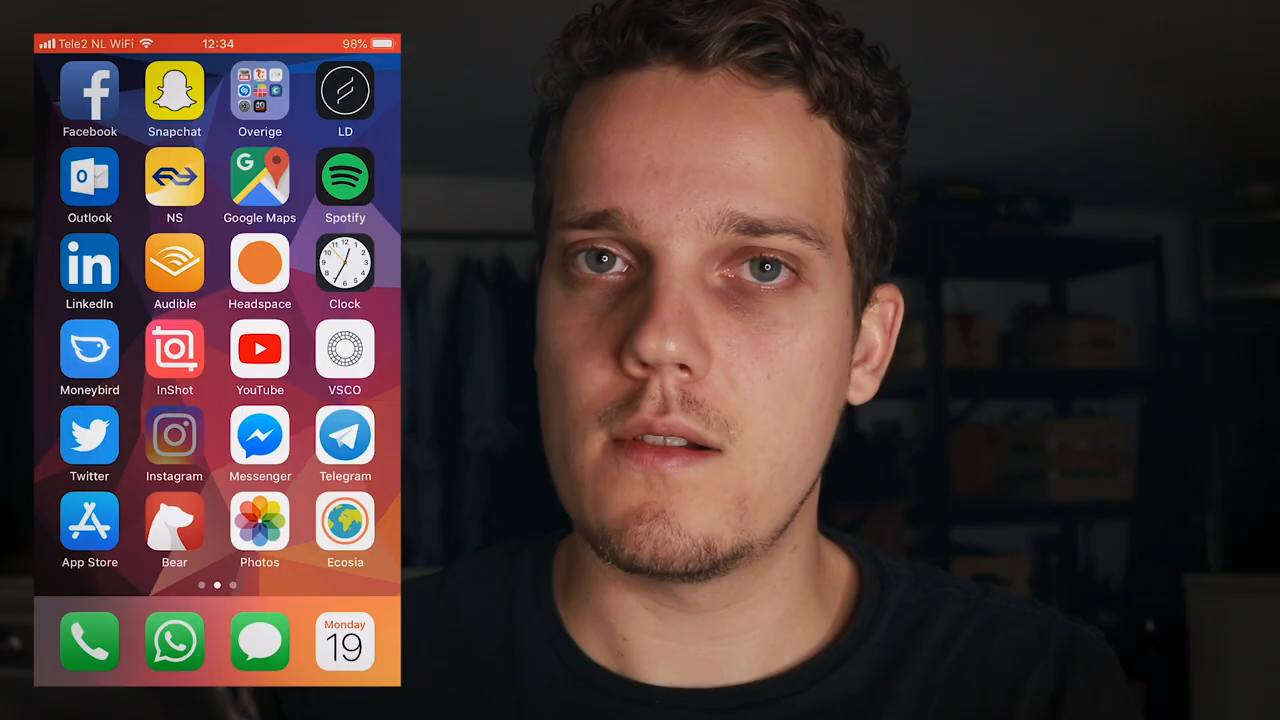 Tele2 NL WiFi 12:34 98%
Facebook Snapchat Overige LD
Outlook NS Google Maps Spotify
LinkedIn Audible Headspace Clock
Moneybird InShot YouTube VSCO
Twitter Instagram Messenger Telegram
App Store Bear Photos Ecosia
Monday
19